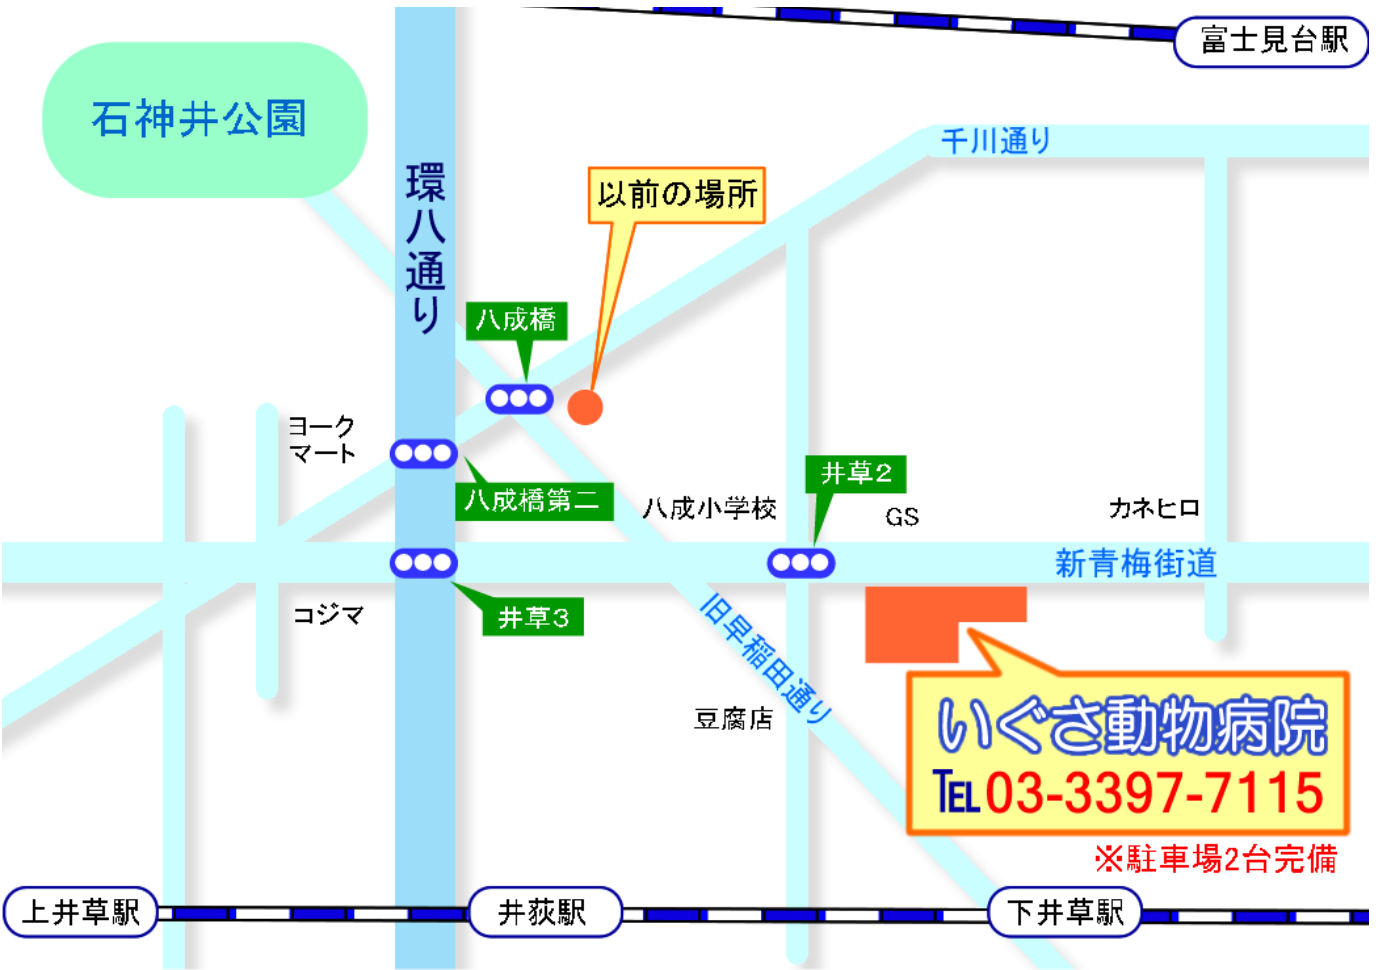 富士見台駅
石神井公園
千川通り
環八通り
以前の場所
八成橋
ヨーク
マート
八成橋第二
八成小学校
井草2
GS
カネヒロ
新青梅街道
コジマ
井草3
旧早稲田通り
豆腐店
いぐさ動物病院
TEL 03-3397-7115
※駐車場2台完備
上井草駅
井荻駅
下井草駅